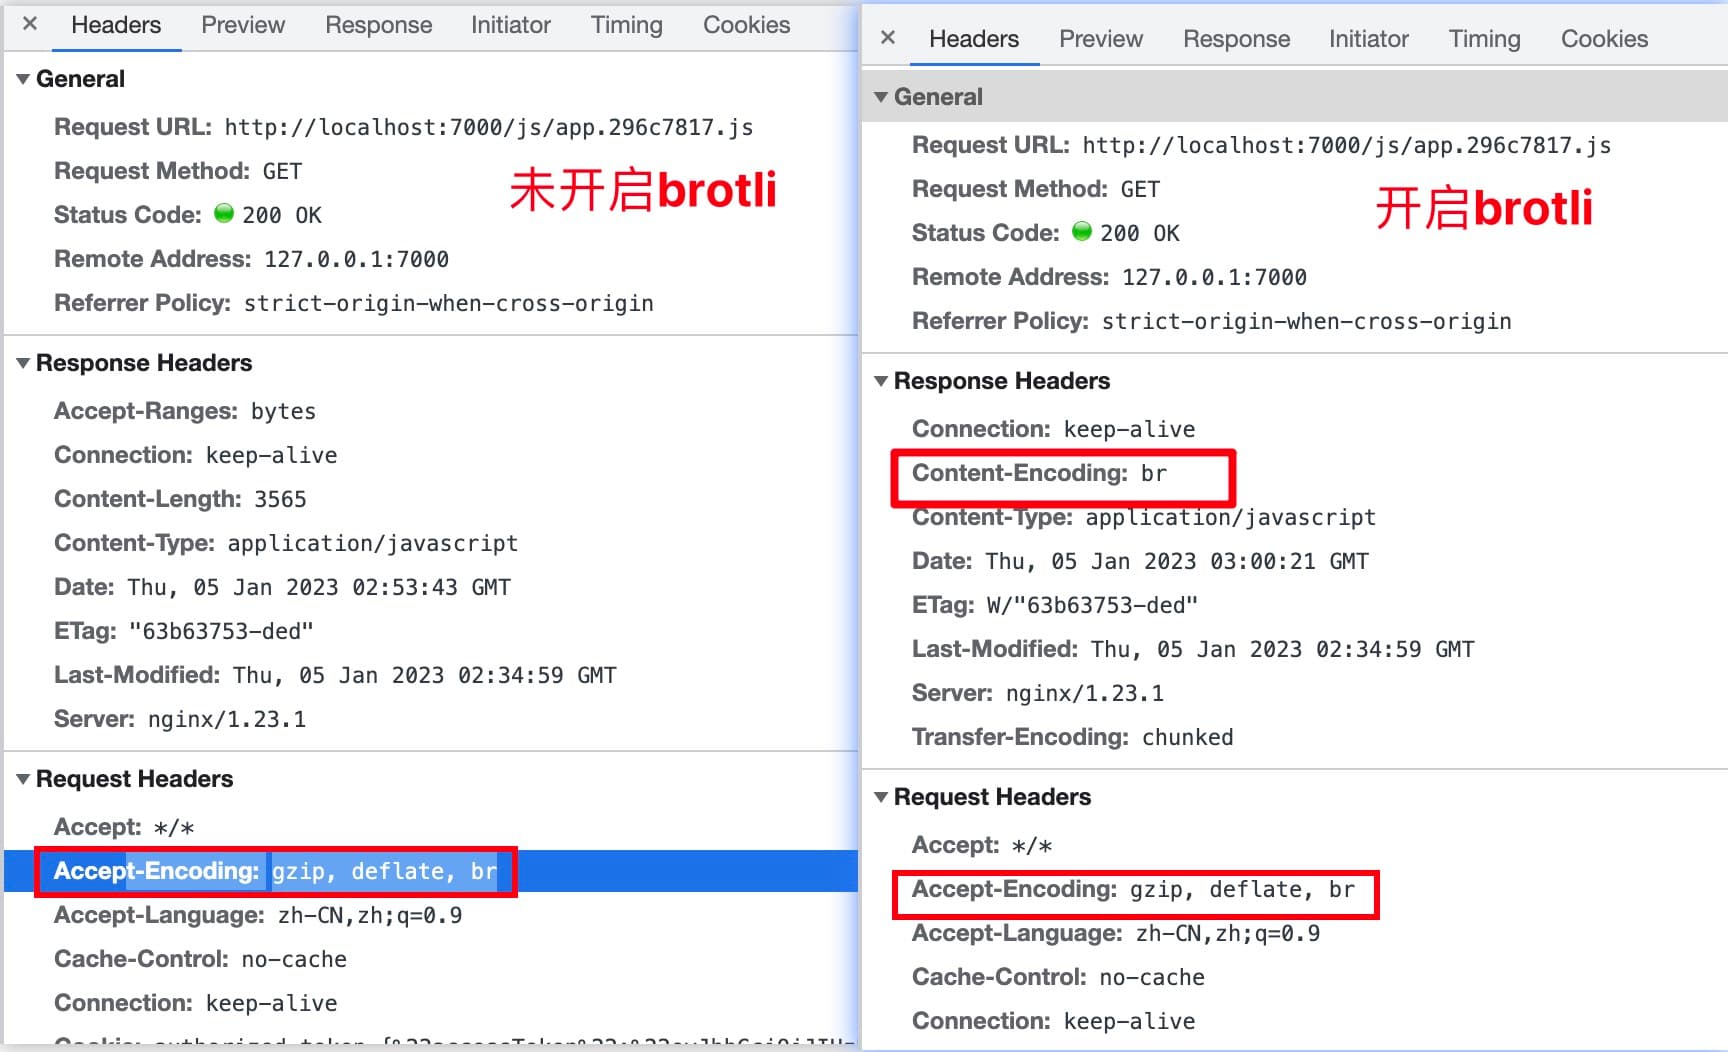 × Headers Preview Response Initiator Timing Cookies
▼ General
Request URL: http://localhost:7000/js/app.296c7817.js
Request Method: GET
未开启brotli
Status Code: 200 OK
Remote Address: 127.0.0.1:7000
Referrer Policy: strict-origin-when-cross-origin
▼ Response Headers
Accept-Ranges: bytes
Connection: keep-alive
Content-Length: 3565
Content-Type: application/javascript
Date: Thu, 05 Jan 2023 02:53:43 GMT
ETag: "63b63753-ded"
Last-Modified: Thu, 05 Jan 2023 02:34:59 GMT
Server: nginx/1.23.1
▼ Request Headers
Accept: */*
Accept-Encoding: gzip, deflate, br
Accept-Language: zh-CN,zh;q=0.9
Cache-Control: no-cache
Connection: keep-alive
× Headers Preview Response Initiator Timing Cookies
▼ General
Request URL: http://localhost:7000/js/app.296c7817.js
Request Method: GET
开启brotli
Status Code: 200 OK
Remote Address: 127.0.0.1:7000
Referrer Policy: strict-origin-when-cross-origin
▼ Response Headers
Connection: keep-alive
Content-Encoding: br
Content-Type: application/javascript
Date: Thu, 05 Jan 2023 03:00:21 GMT
ETag: W/"63b63753-ded"
Last-Modified: Thu, 05 Jan 2023 02:34:59 GMT
Server: nginx/1.23.1
Transfer-Encoding: chunked
▼ Request Headers
Accept: */*
Accept-Encoding: gzip, deflate, br
Accept-Language: zh-CN,zh;q=0.9
Cache-Control: no-cache
Connection: keep-alive